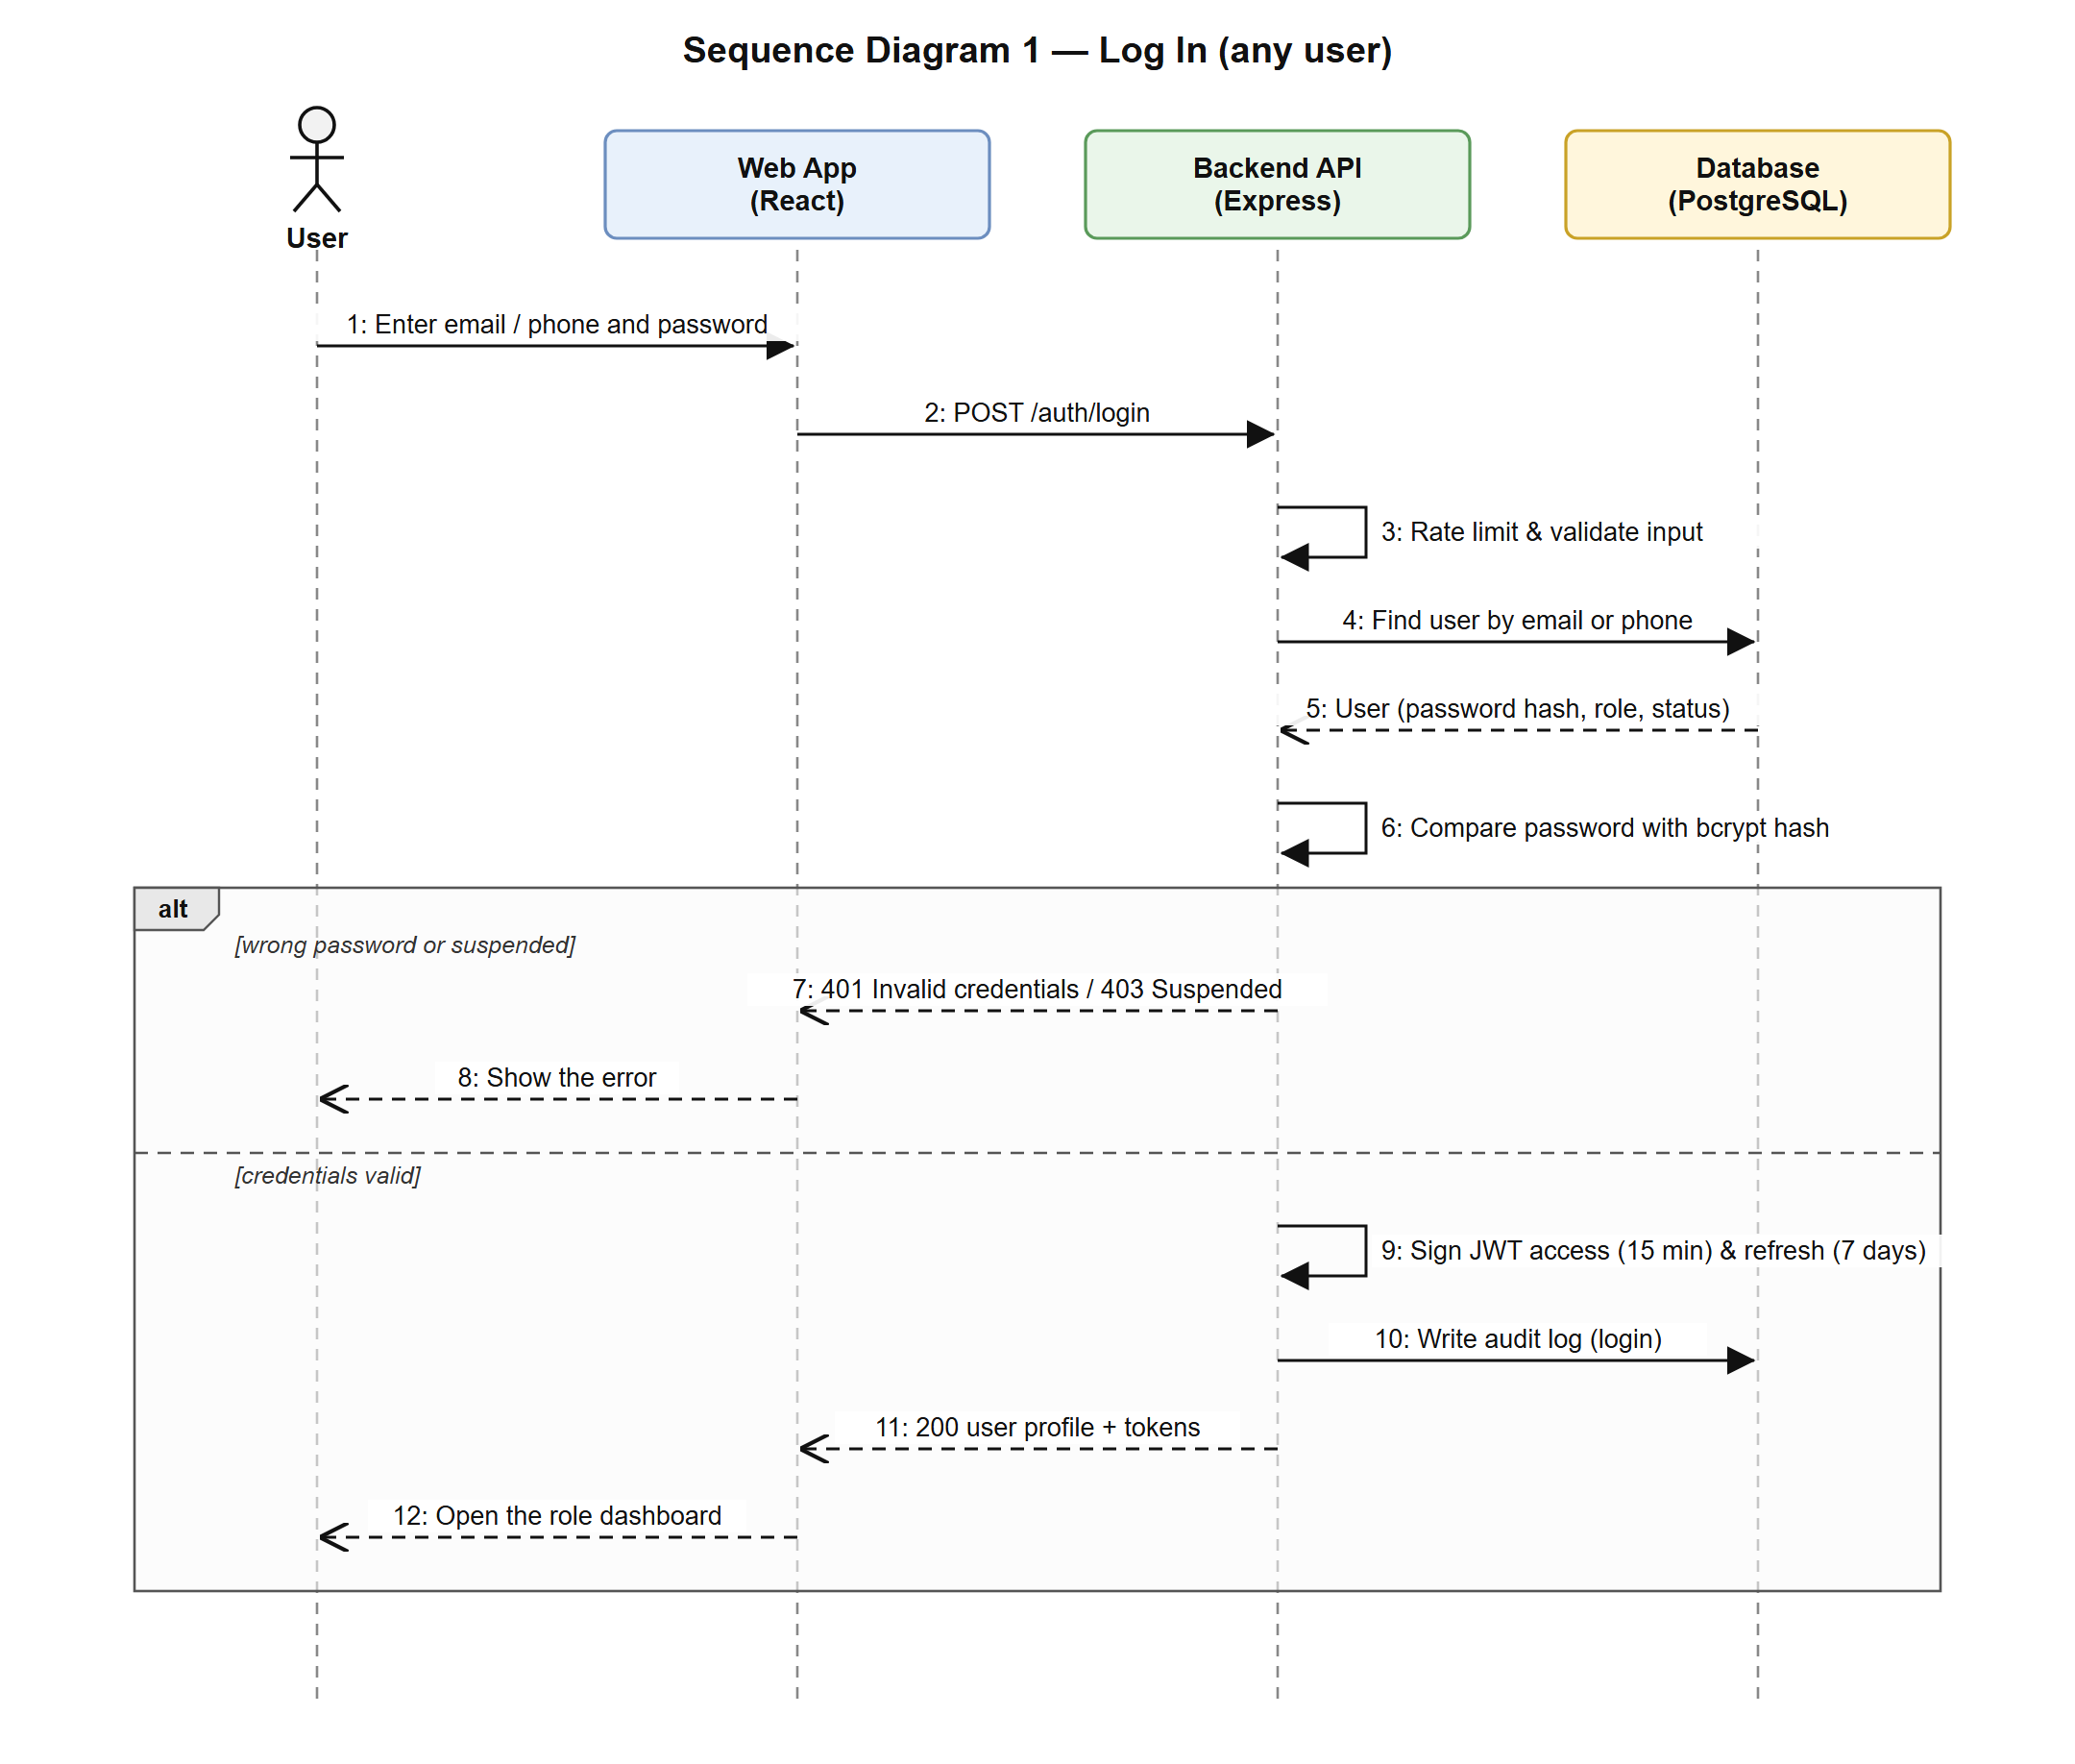 Sequence Diagram 1 — Log In (any user)
User
Web App
(React)
Backend API
(Express)
Database
(PostgreSQL)
1: Enter email / phone and password
2: POST /auth/login
3: Rate limit & validate input
4: Find user by email or phone
5: User (password hash, role, status)
6: Compare password with bcrypt hash
alt
[wrong password or suspended]
7: 401 Invalid credentials / 403 Suspended
8: Show the error
[credentials valid]
9: Sign JWT access (15 min) & refresh (7 days)
10: Write audit log (login)
11: 200 user profile + tokens
12: Open the role dashboard